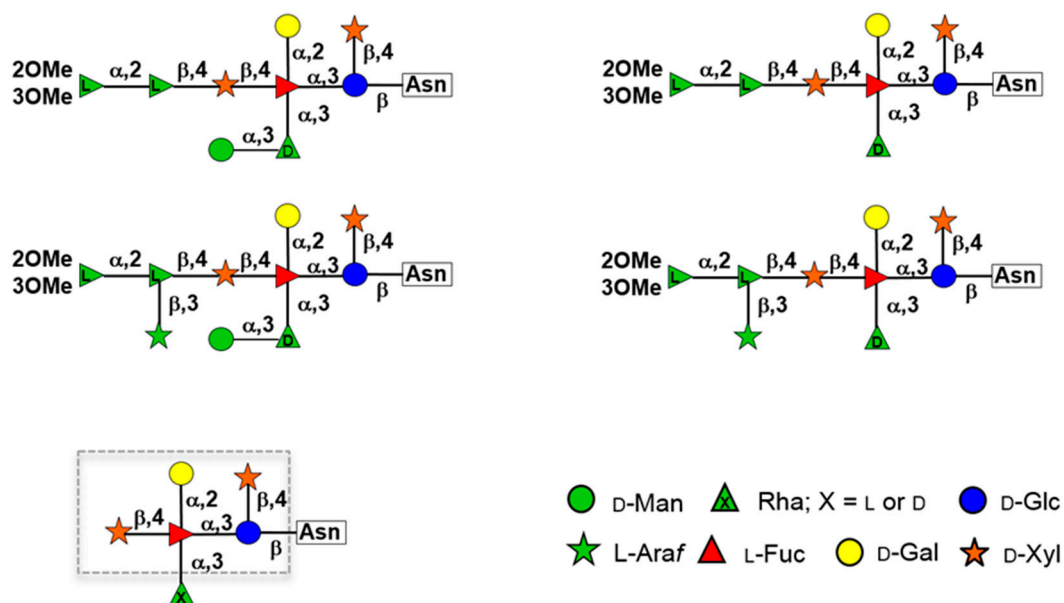 α,2 β,4
2OMe α,2 β,4 β,4 α,3
3OMe L L β Asn
α,3
α,3 D
α,2 β,4
2OMe α,2 β,4 β,4 α,3
3OMe L L β Asn
α,3
D
α,2 β,4
2OMe α,2 β,4 β,4 α,3
3OMe L L β Asn
β,3 α,3
α,3 D
α,2 β,4
2OMe α,2 β,4 β,4 α,3
3OMe L L β Asn
β,3 α,3
D
α,2 β,4
β,4 α,3
β Asn
α,3
X
D-Man X Rha; X = L or D D-Glc
L-Araf L-Fuc D-Gal D-Xyl